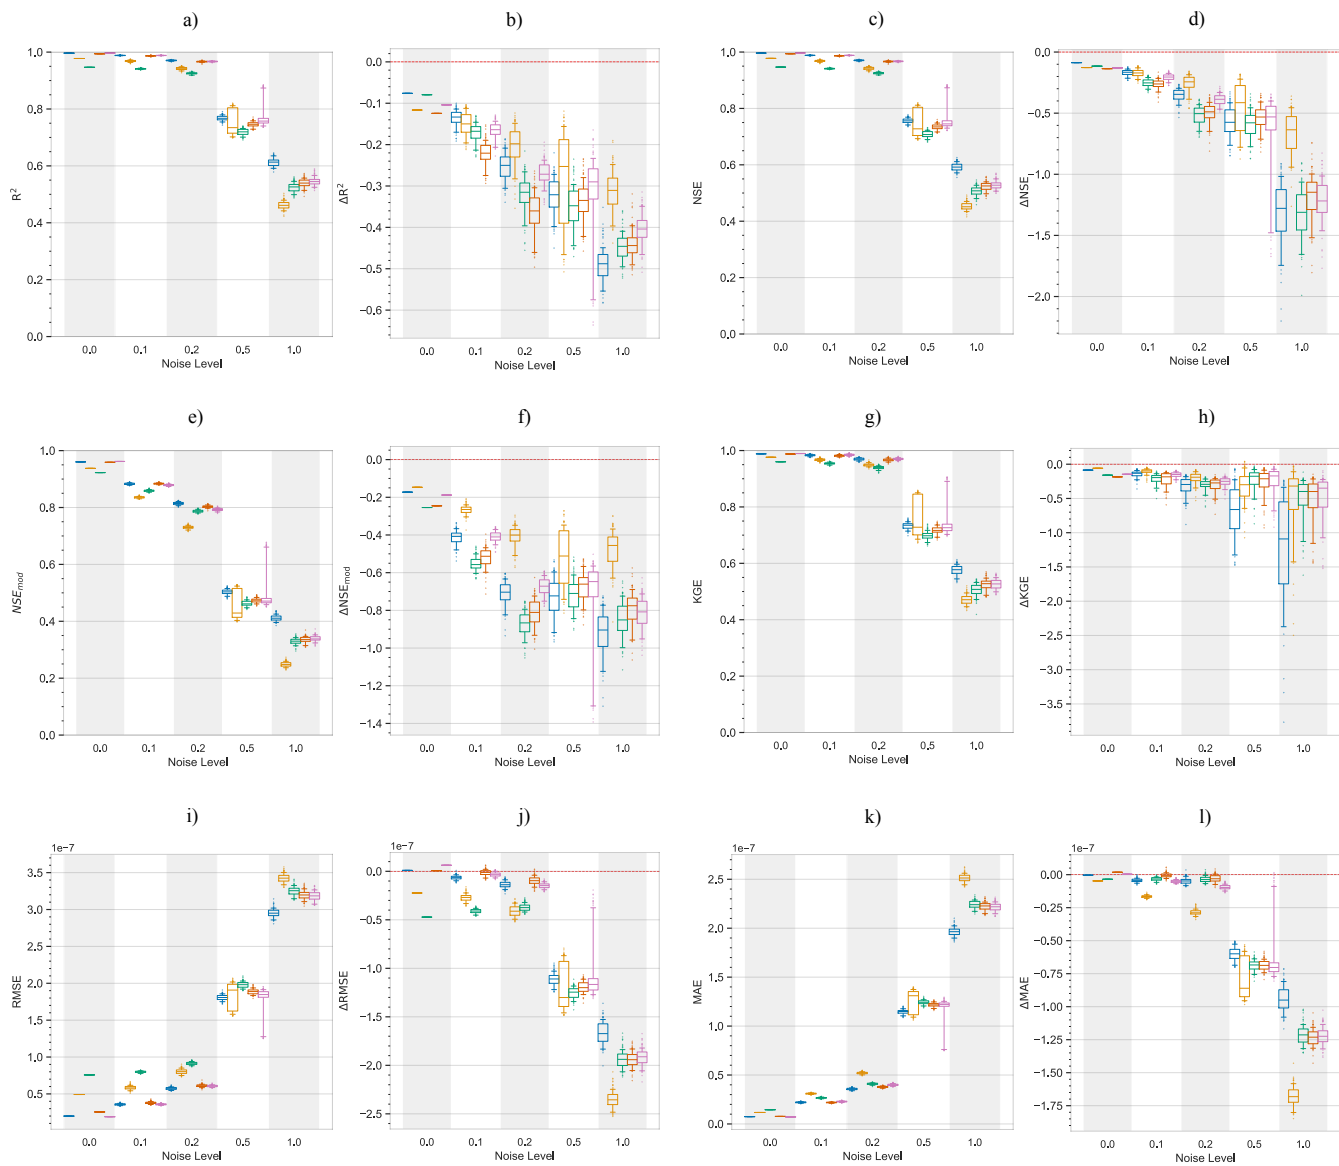 a)
1.0
0.8
0.6
0.4
0.2
0.0
R²
0.0 0.1 0.2 0.5 1.0
Noise Level
b)
0.0
−0.1
−0.2
−0.3
−0.4
−0.5
−0.6
ΔR²
0.0 0.1 0.2 0.5 1.0
Noise Level
c)
1.0
0.8
0.6
0.4
0.2
0.0
NSE
0.0 0.1 0.2 0.5 1.0
Noise Level
d)
0.0
−0.5
−1.0
−1.5
−2.0
ΔNSE
0.0 0.1 0.2 0.5 1.0
Noise Level
e)
1.0
0.8
0.6
0.4
0.2
0.0
NSEmod
0.0 0.1 0.2 0.5 1.0
Noise Level
f)
0.0
−0.2
−0.4
−0.6
−0.8
−1.0
−1.2
−1.4
ΔNSEmod
0.0 0.1 0.2 0.5 1.0
Noise Level
g)
1.0
0.8
0.6
0.4
0.2
0.0
KGE
0.0 0.1 0.2 0.5 1.0
Noise Level
h)
0.0
−0.5
−1.0
−1.5
−2.0
−2.5
−3.0
−3.5
ΔKGE
0.0 0.1 0.2 0.5 1.0
Noise Level
i)
1e−7
3.5
3.0
2.5
2.0
1.5
1.0
0.5
RMSE
0.0 0.1 0.2 0.5 1.0
Noise Level
j)
1e−7
0.0
−0.5
−1.0
−1.5
−2.0
−2.5
ΔRMSE
0.0 0.1 0.2 0.5 1.0
Noise Level
k)
1e−7
2.5
2.0
1.5
1.0
0.5
0.0
MAE
0.0 0.1 0.2 0.5 1.0
Noise Level
l)
1e−7
0.00
−0.25
−0.50
−0.75
−1.00
−1.25
−1.50
−1.75
ΔMAE
0.0 0.1 0.2 0.5 1.0
Noise Level